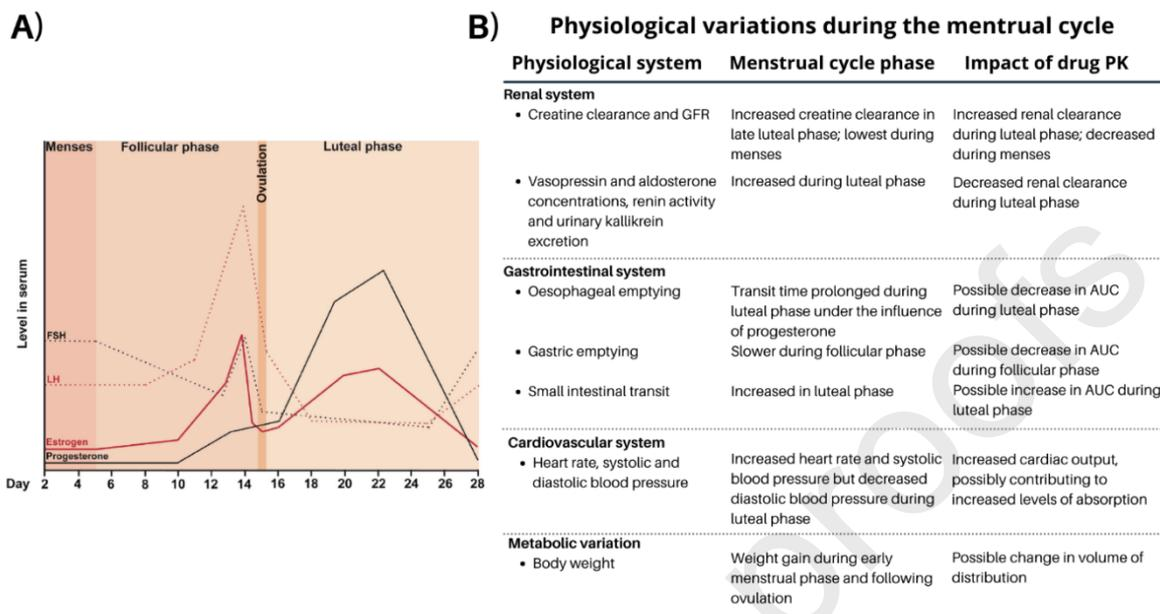 A)
Menses Follicular phase Ovulation Luteal phase
Level in serum
FSH
LH
Estrogen
Progesterone
Day 2 4 6 8 10 12 14 16 18 20 22 24 26 28
B)
Physiological variations during the mentrual cycle
Physiological system Menstrual cycle phase Impact of drug PK
Renal system
• Creatine clearance and GFR Increased creatine clearance in Increased renal clearance
late luteal phase; lowest during during luteal phase; decreased
menses during menses
• Vasopressin and aldosterone Increased during luteal phase Decreased renal clearance
concentrations, renin activity during luteal phase
and urinary kallikrein
excretion
Gastrointestinal system
• Oesophageal emptying Transit time prolonged during Possible decrease in AUC
luteal phase under the influence during luteal phase
of progesterone
• Gastric emptying Slower during follicular phase Possible decrease in AUC
during follicular phase
• Small intestinal transit Increased in luteal phase Possible increase in AUC during
luteal phase
Cardiovascular system
• Heart rate, systolic and Increased heart rate and systolic Increased cardiac output,
diastolic blood pressure blood pressure but decreased possibly contributing to
diastolic blood pressure during increased levels of absorption
luteal phase
Metabolic variation
• Body weight Weight gain during early Possible change in volume of
menstrual phase and following distribution
ovulation
proofs